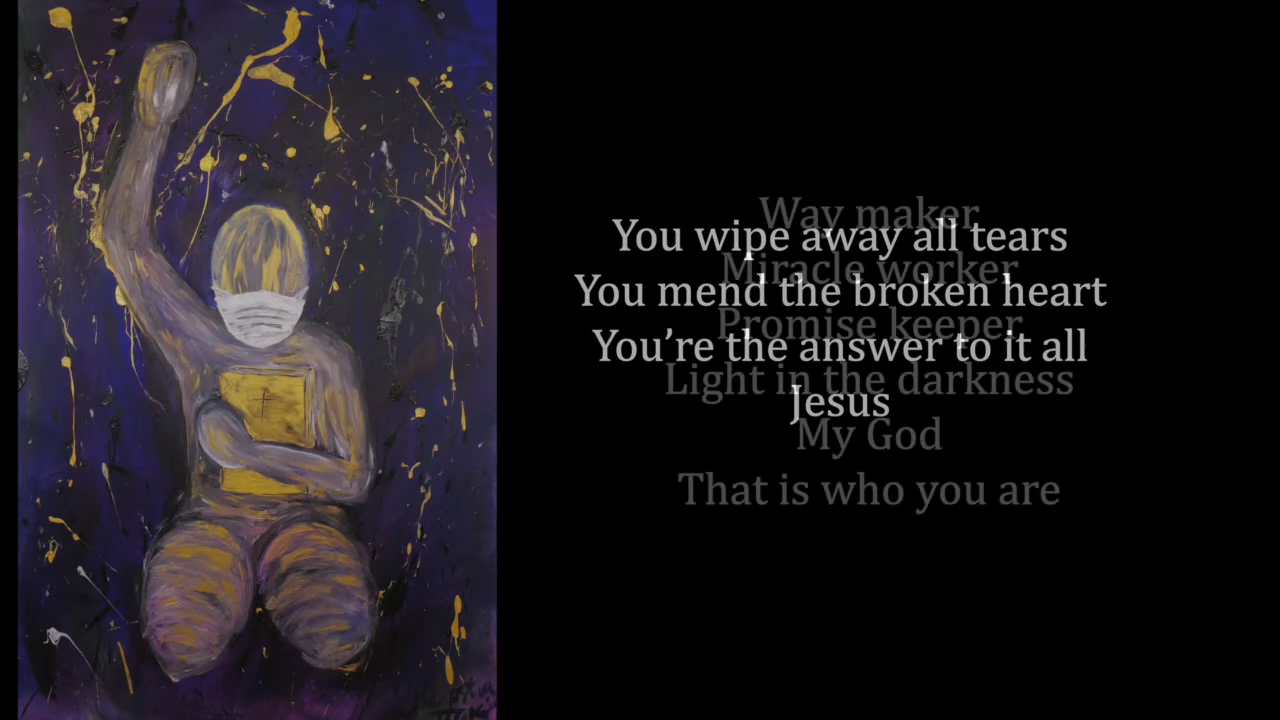 Way maker
You wipe away all tears
Miracle worker
You mend the broken heart
Promise keeper
You’re the answer to it all
Light in the darkness
Jesus
My God
That is who you are